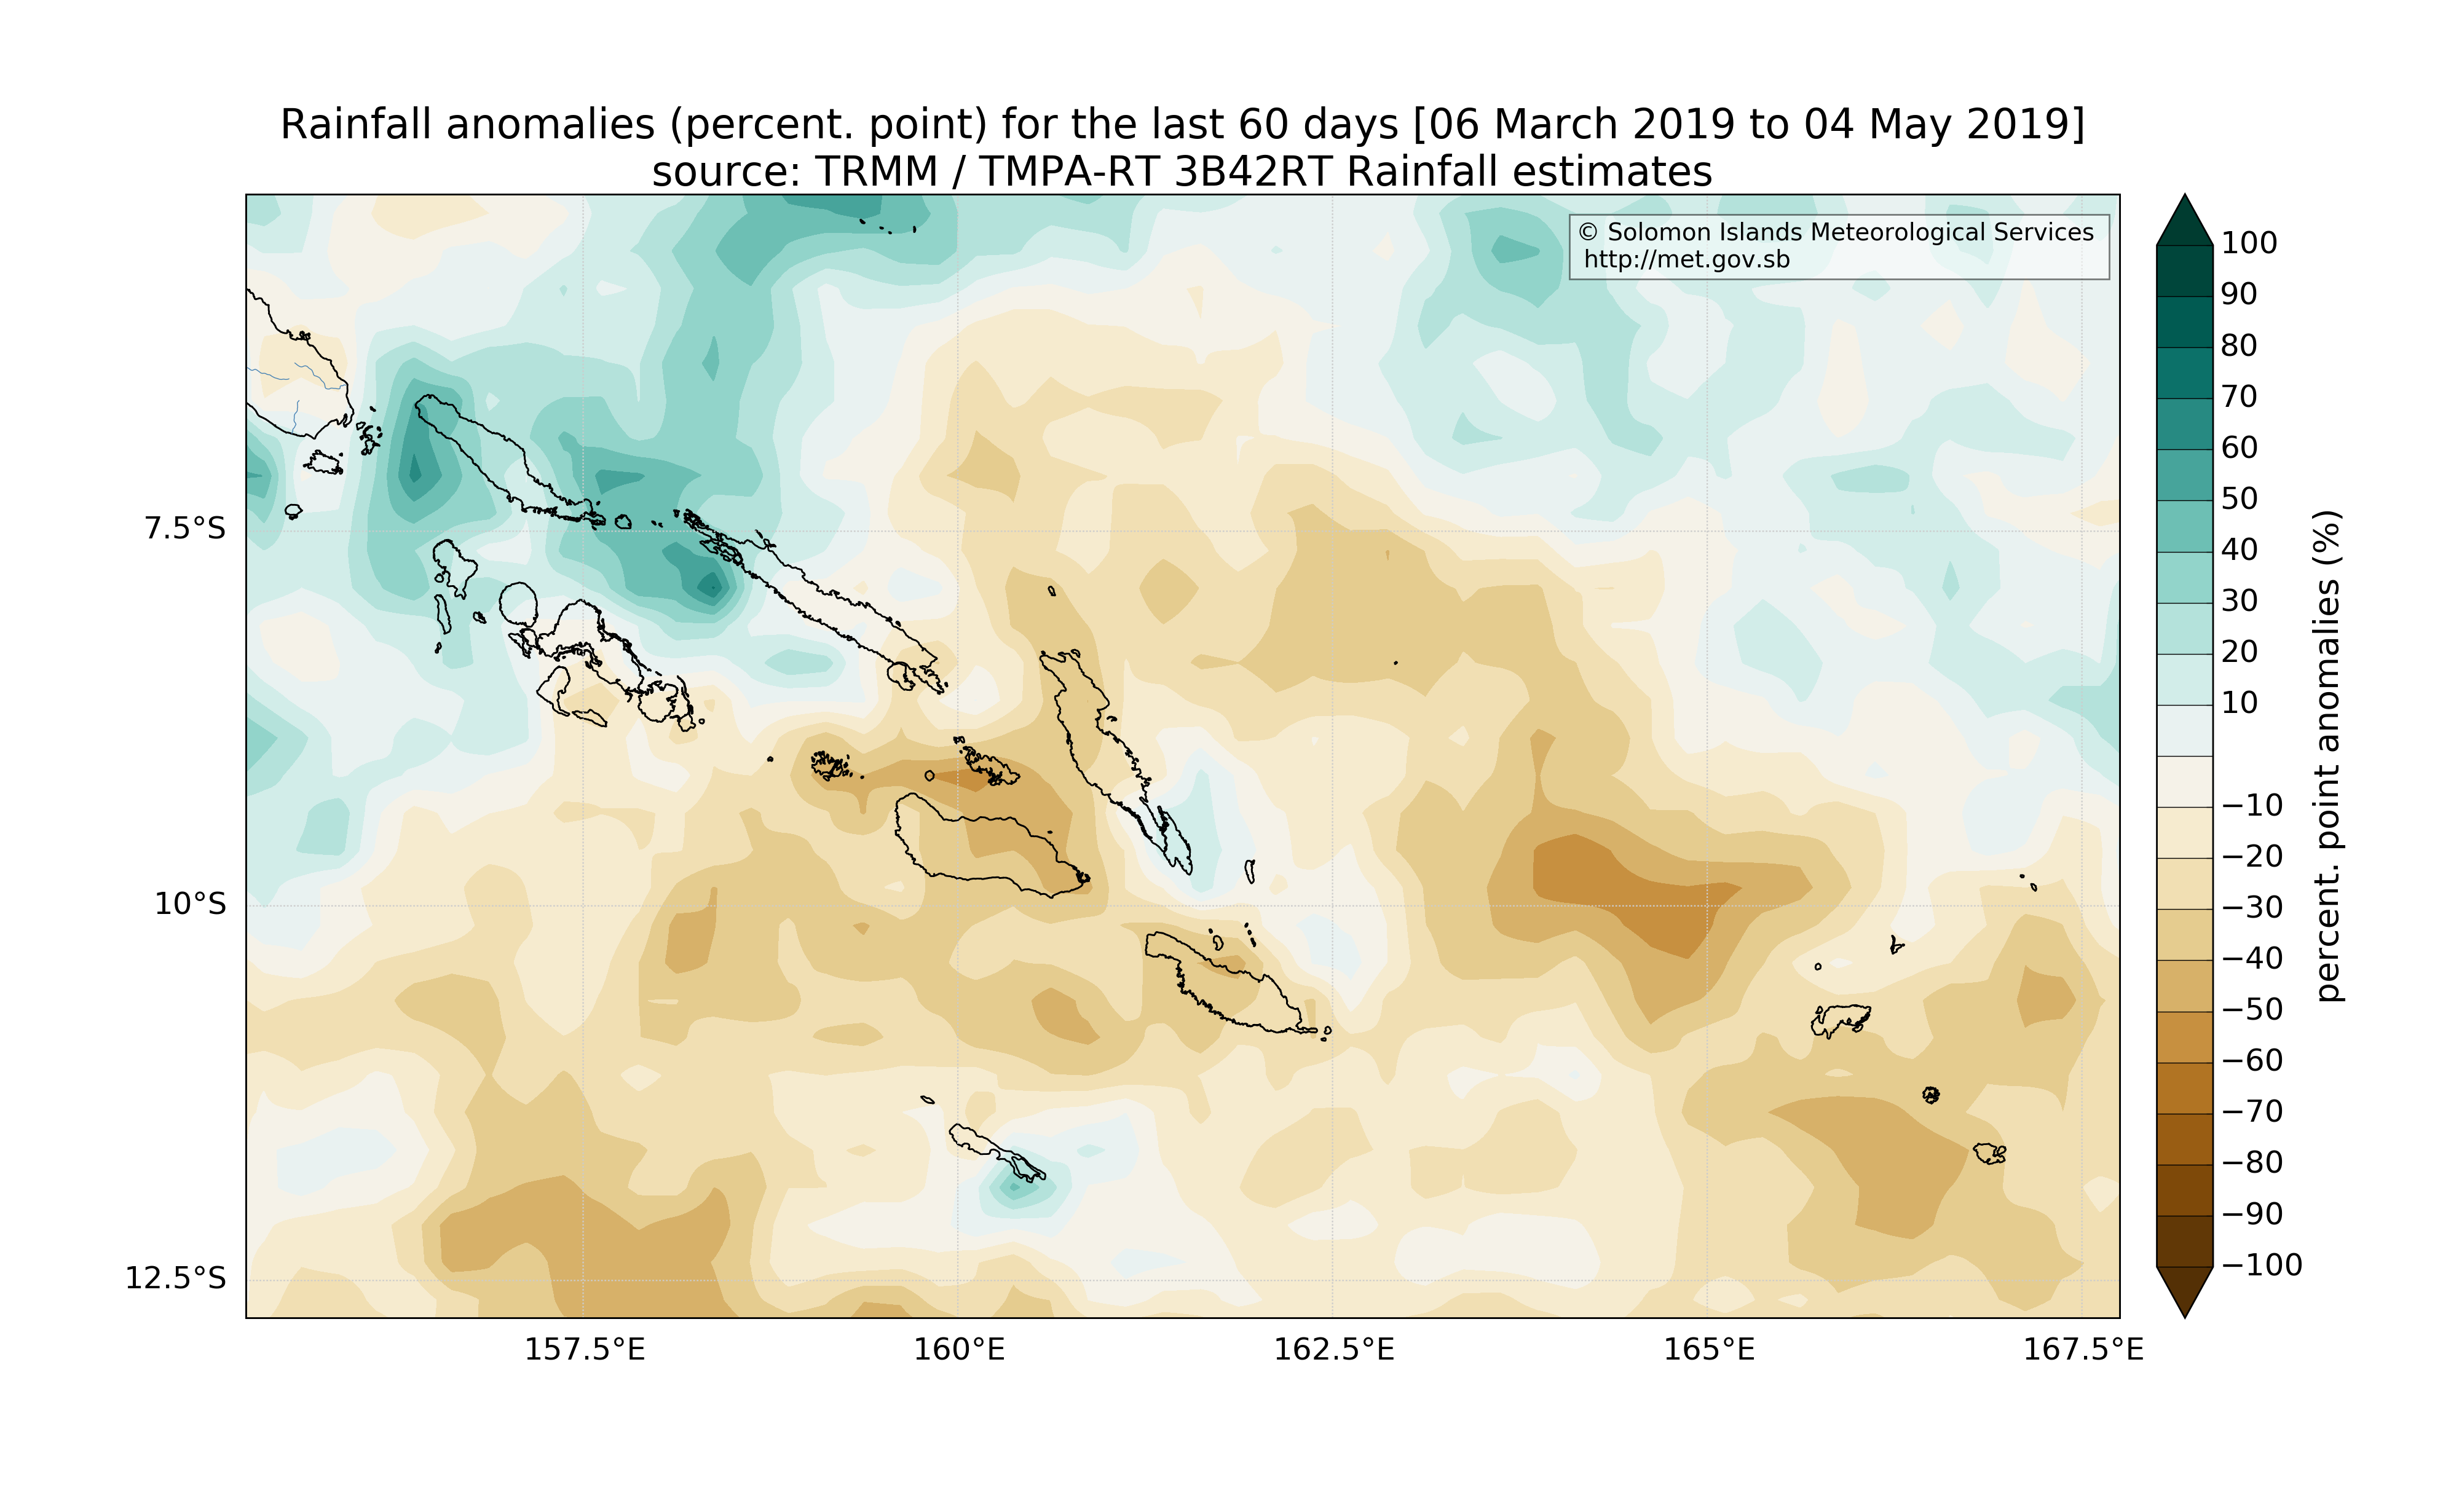 Rainfall anomalies (percent. point) for the last 60 days [06 March 2019 to 04 May 2019]
source: TRMM / TMPA-RT 3B42RT Rainfall estimates
© Solomon Islands Meteorological Services
http://met.gov.sb
7.5°S
10°S
12.5°S
157.5°E
160°E
162.5°E
165°E
167.5°E
100
90
80
70
60
50
40
30
20
10
−10
−20
−30
−40
−50
−60
−70
−80
−90
−100
percent. point anomalies (%)